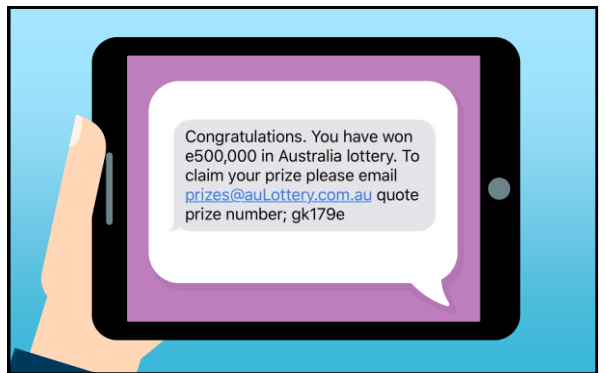 Congratulations. You have won
e500,000 in Australia lottery. To
claim your prize please email
prizes@auLottery.com.au quote
prize number; gk179e